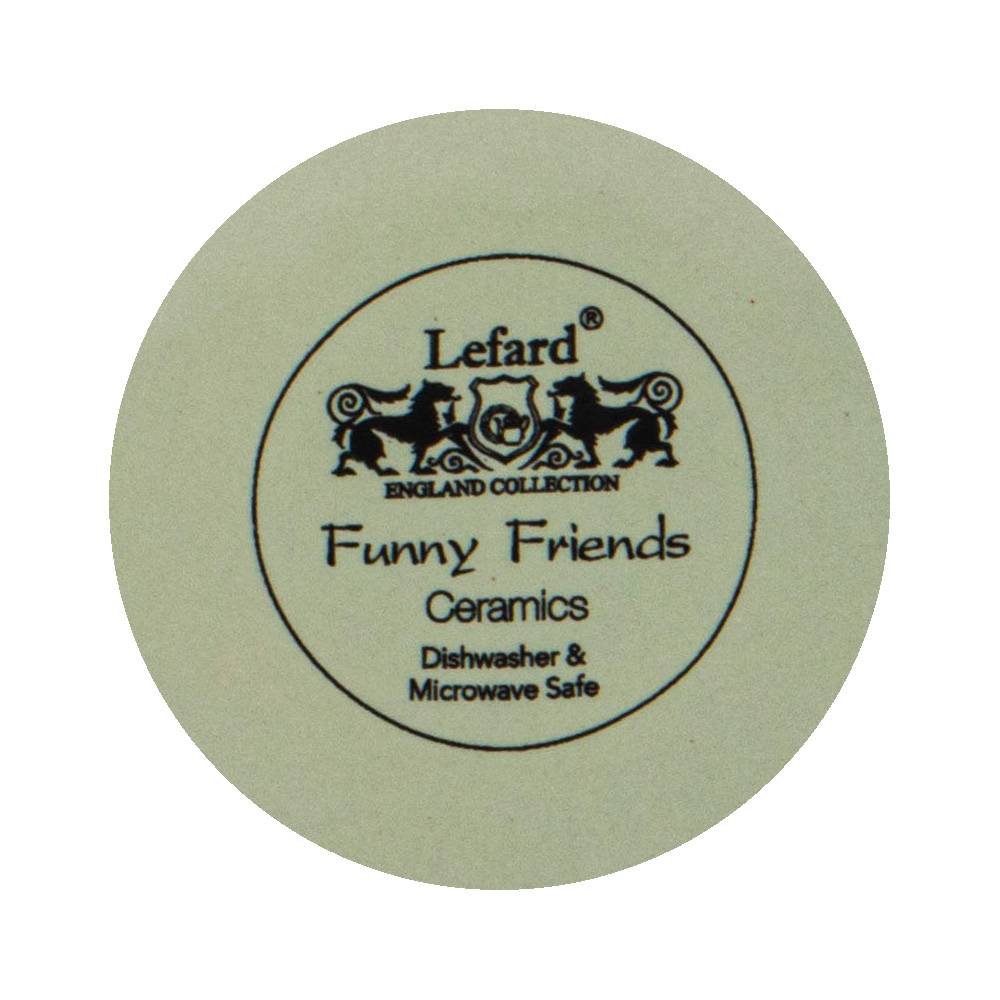 Lefard®
ENGLAND COLLECTION
Funny Friends
Ceramics
Dishwasher &
Microwave Safe